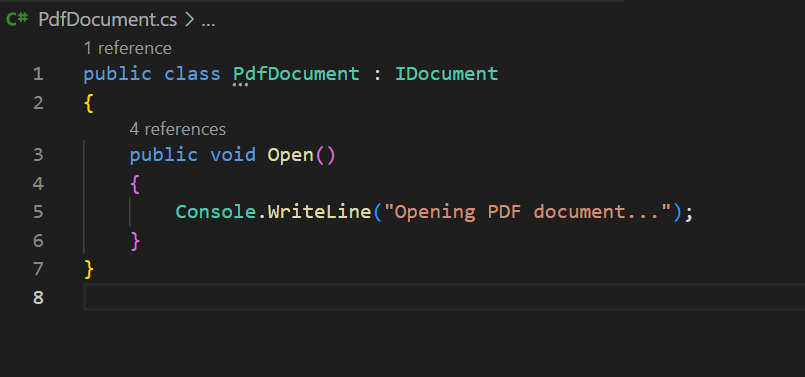 C# PdfDocument.cs > ...
1 reference
1 public class PdfDocument : IDocument
2 {
4 references
3 public void Open()
4 {
5 Console.WriteLine("Opening PDF document...");
6 }
7 }
8